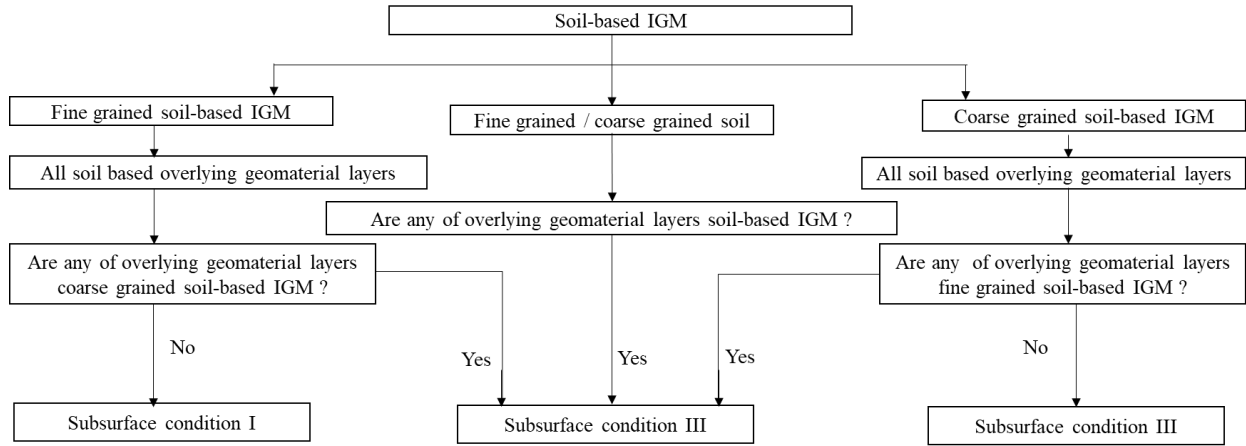 Soil-based IGM
Fine grained soil-based IGM
Fine grained / coarse grained soil
Coarse grained soil-based IGM
All soil based overlying geomaterial layers
All soil based overlying geomaterial layers
Are any of overlying geomaterial layers soil-based IGM ?
Are any of overlying geomaterial layers
coarse grained soil-based IGM ?
Are any of overlying geomaterial layers
fine grained soil-based IGM ?
No
Yes
Yes
Yes
No
Subsurface condition I
Subsurface condition III
Subsurface condition III